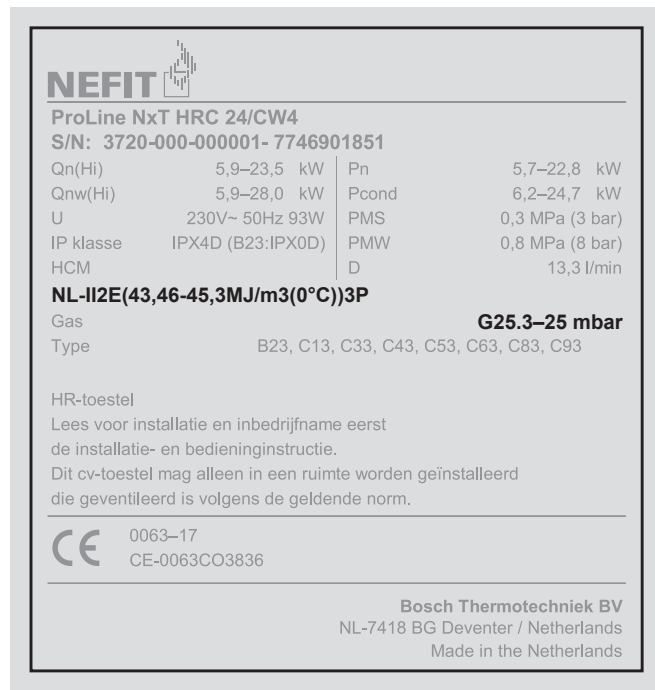 NEFIT
ProLine NxT HRC 24/CW4
S/N: 3720-000-000001- 7746901851
Qn(Hi) 5,9–23,5 kW Pn 5,7–22,8 kW
Qnw(Hi) 5,9–28,0 kW Pcond 6,2–24,7 kW
U 230V~ 50Hz 93W PMS 0,3 MPa (3 bar)
IP klasse IPX4D (B23:IPX0D) PMW 0,8 MPa (8 bar)
HCM D 13,3 l/min
NL-II2E(43,46-45,3MJ/m3(0°C))3P
Gas G25.3–25 mbar
Type B23, C13, C33, C43, C53, C63, C83, C93
HR-toestel
Lees voor installatie en inbedrijfname eerst
de installatie- en bedieninginstructie.
Dit cv-toestel mag alleen in een ruimte worden geïnstalleerd
die geventileerd is volgens de geldende norm.
CE 0063–17
CE-0063CO3836
Bosch Thermotechniek BV
NL-7418 BG Deventer / Netherlands
Made in the Netherlands